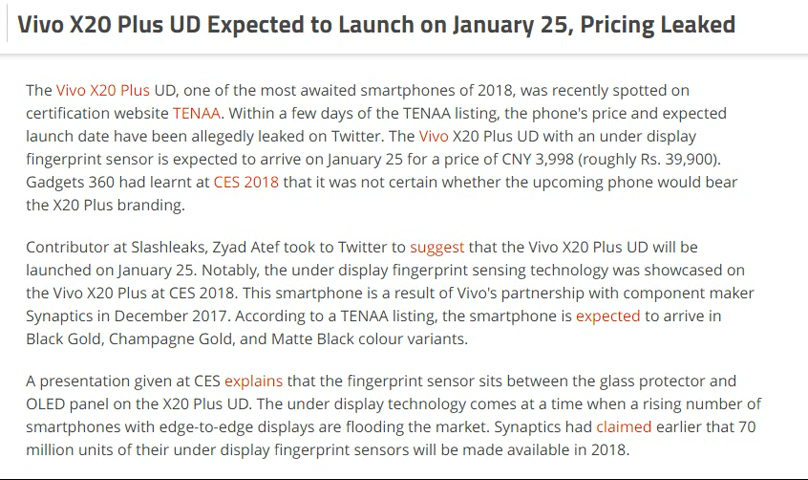 Vivo X20 Plus UD Expected to Launch on January 25, Pricing Leaked
The Vivo X20 Plus UD, one of the most awaited smartphones of 2018, was recently spotted on
certification website TENAA. Within a few days of the TENAA listing, the phone's price and expected
launch date have been allegedly leaked on Twitter. The Vivo X20 Plus UD with an under display
fingerprint sensor is expected to arrive on January 25 for a price of CNY 3,998 (roughly Rs. 39,900).
Gadgets 360 had learnt at CES 2018 that it was not certain whether the upcoming phone would bear
the X20 Plus branding.
Contributor at Slashleaks, Zyad Atef took to Twitter to suggest that the Vivo X20 Plus UD will be
launched on January 25. Notably, the under display fingerprint sensing technology was showcased on
the Vivo X20 Plus at CES 2018. This smartphone is a result of Vivo's partnership with component maker
Synaptics in December 2017. According to a TENAA listing, the smartphone is expected to arrive in
Black Gold, Champagne Gold, and Matte Black colour variants.
A presentation given at CES explains that the fingerprint sensor sits between the glass protector and
OLED panel on the X20 Plus UD. The under display technology comes at a time when a rising number of
smartphones with edge-to-edge displays are flooding the market. Synaptics had claimed earlier that 70
million units of their under display fingerprint sensors will be made available in 2018.